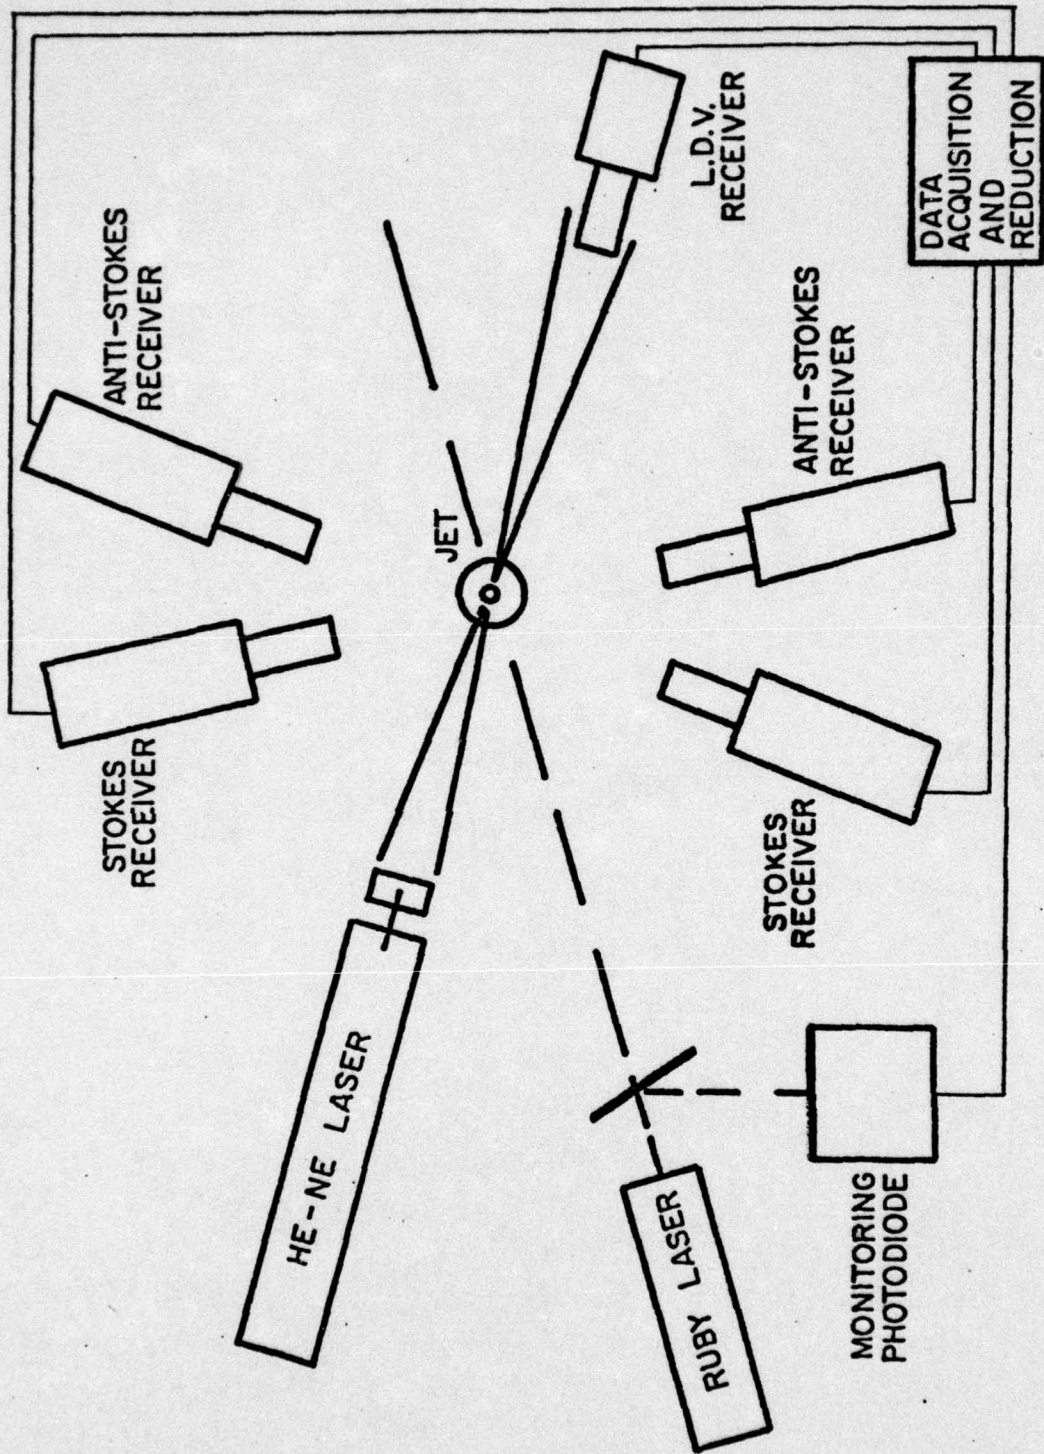 STOKES
RECEIVER
ANTI-STOKES
RECEIVER
HE-NE LASER
JET
L.D.V.
RECEIVER
RUBY LASER
STOKES
RECEIVER
ANTI-STOKES
RECEIVER
MONITORING
PHOTODIODE
DATA
ACQUISITION
AND
REDUCTION